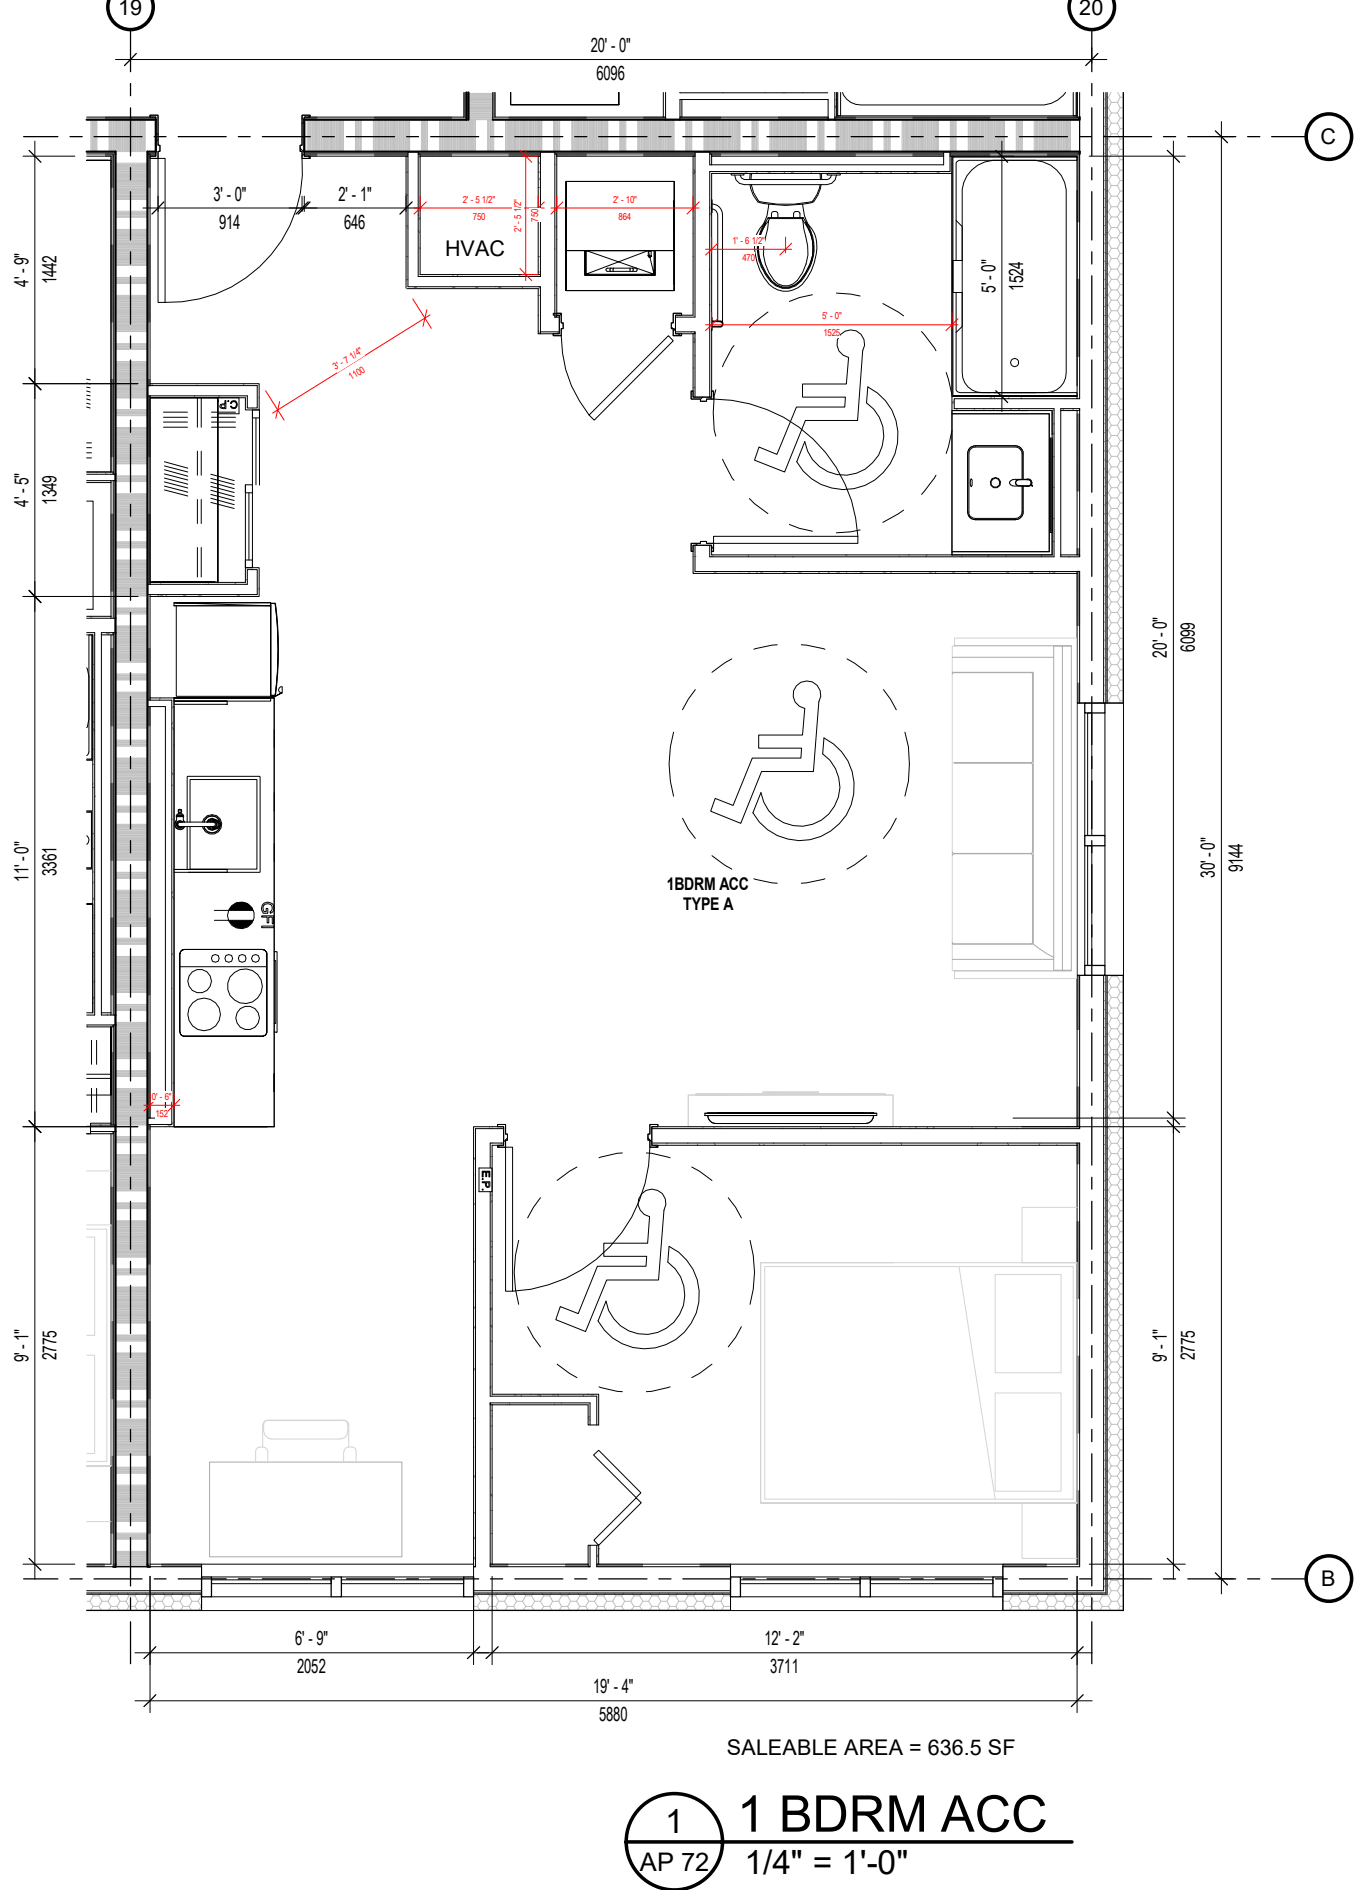 19
20
20' - 0"
6096
C
3' - 0"
914
2' - 1"
646
2' - 5 1/2"
750
2' - 5 1/2"
750
HVAC
2' - 10"
864
1' - 6 1/2"
470
5' - 0"
1524
5' - 0"
1525
4' - 9"
1442
3' - 7 1/4"
1100
C.P
4' - 5"
1349
20' - 0"
6099
30' - 0"
9144
11' - 0"
3361
GFI
1BDRM ACC
TYPE A
0' - 6"
152
E.P.
9' - 1"
2775
9' - 1"
2775
B
6' - 9"
2052
12' - 2"
3711
19' - 4"
5880
SALEABLE AREA = 636.5 SF
1
AP 72
1 BDRM ACC
1/4" = 1'-0"